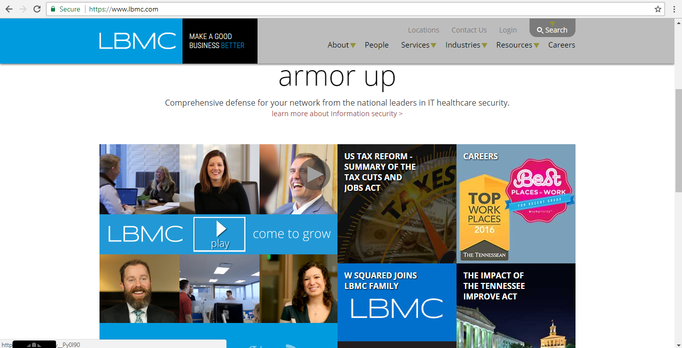 Secure
https://www.lbmc.com
LBMC
MAKE A GOOD
BUSINESS BETTER
Locations
Contact Us
Login
Search
About
People
Services
Industries
Resources
Careers
armor up
Comprehensive defense for your network from the national leaders in IT healthcare security.
learn more about Information security >
US TAX REFORM -
SUMMARY OF THE
TAX CUTS AND
JOBS ACT
TAXES
CAREERS
TOP
WORK
PLACES
2016
THE TENNESSEAN
Best
PLACES to WORK
LBMC
play
come to grow
W SQUARED JOINS
LBMC FAMILY
LBMC
THE IMPACT OF
THE TENNESSEE
IMPROVE ACT